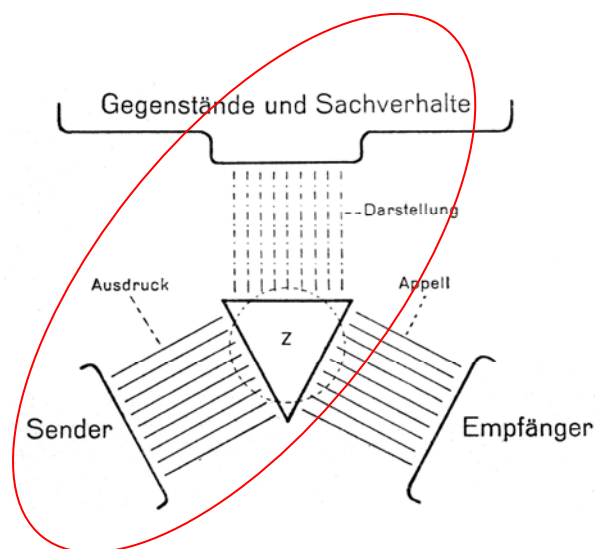 Gegenstände und Sachverhalte
Darstellung
Ausdruck
Appell
Z
Sender
Empfänger